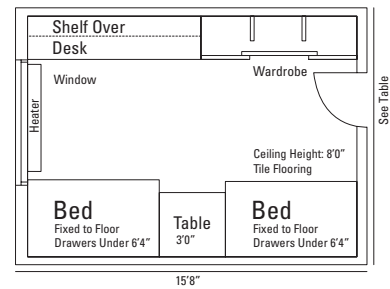 Shelf Over
Desk
Window
Wardrobe
Heater
See Table
Ceiling Height: 8'0"
Tile Flooring
Bed
Fixed to Floor
Drawers Under 6'4"
Table
3'0"
Bed
Fixed to Floor
Drawers Under 6'4"
15'8"